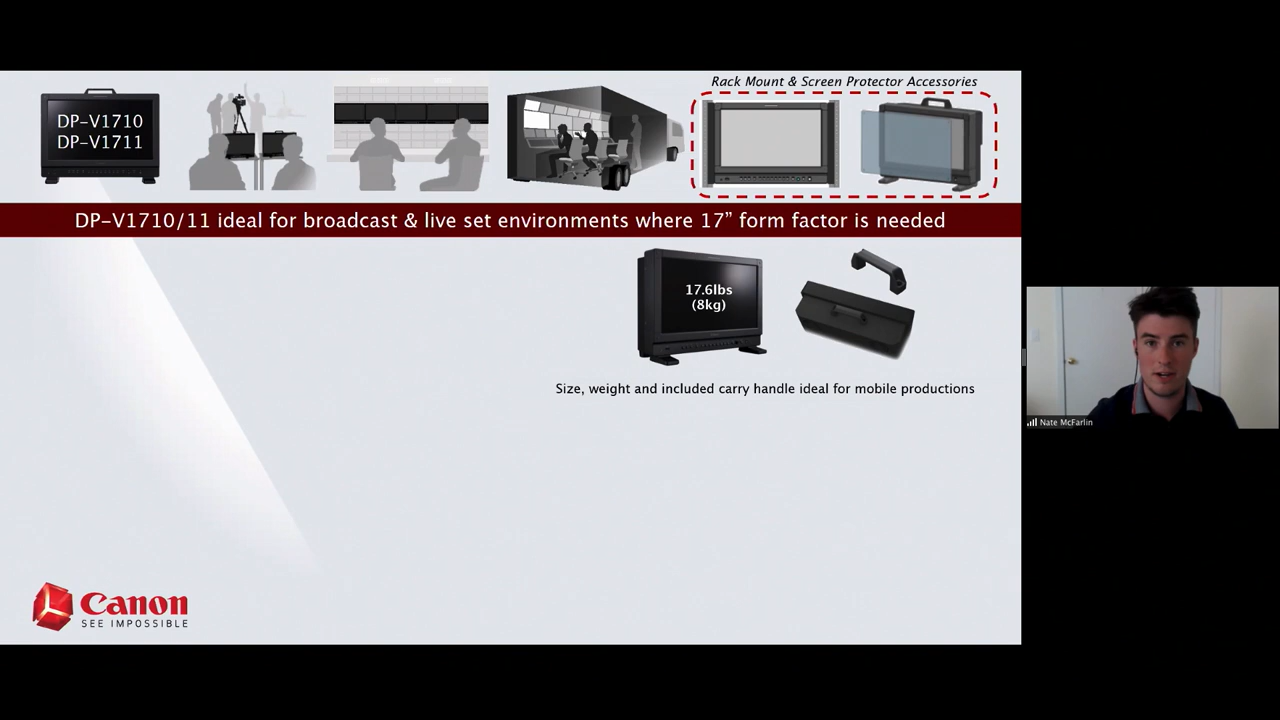 Rack Mount & Screen Protector Accessories
DP-V1710
DP-V1711
DP-V1710/11 ideal for broadcast & live set environments where 17” form factor is needed
17.6lbs
(8kg)
Size, weight and included carry handle ideal for mobile productions
Nate McFarlin
Canon
SEE IMPOSSIBLE